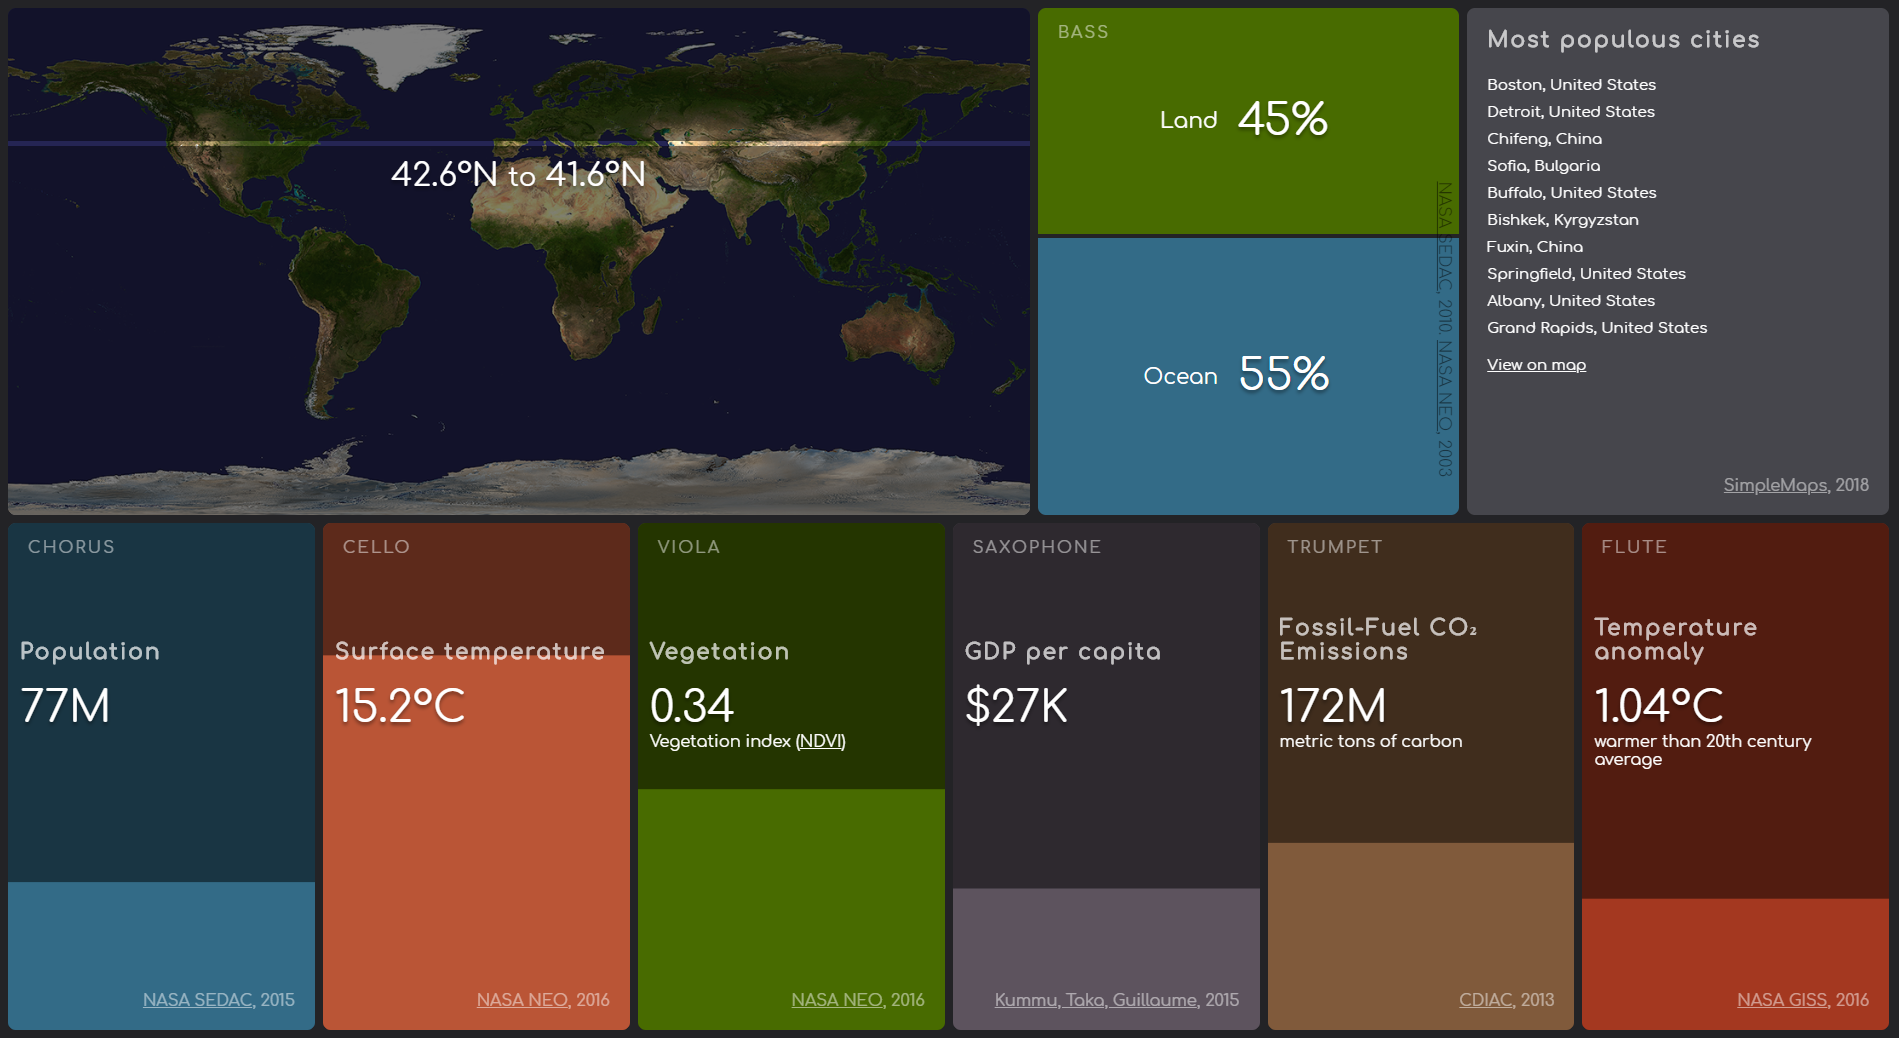 42.6°N to 41.6°N
BASS
Land 45%
Ocean 55%
NASA SEDAC, 2010, NASA NEO, 2003
Most populous cities
Boston, United States
Detroit, United States
Chifeng, China
Sofia, Bulgaria
Buffalo, United States
Bishkek, Kyrgyzstan
Fuxin, China
Springfield, United States
Albany, United States
Grand Rapids, United States
View on map
SimpleMaps, 2018
CHORUS
Population
77M
NASA SEDAC, 2015
CELLO
Surface temperature
15.2°C
NASA NEO, 2016
VIOLA
Vegetation
0.34
Vegetation index (NDVI)
NASA NEO, 2016
SAXOPHONE
GDP per capita
$27K
Kummu, Taka, Guillaume, 2015
TRUMPET
Fossil-Fuel CO₂
Emissions
172M
metric tons of carbon
CDIAC, 2013
FLUTE
Temperature
anomaly
1.04°C
warmer than 20th century
average
NASA GISS, 2016